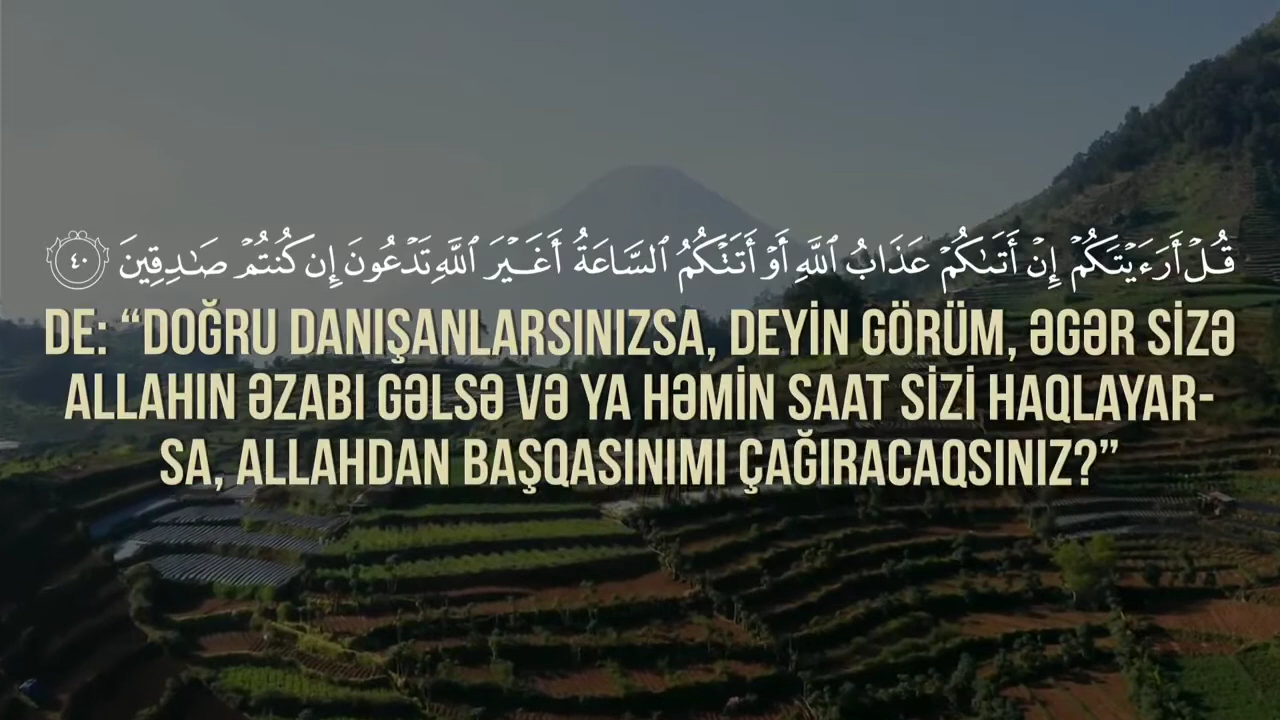 قُلْ أَرَءَيْتَكُمْ إِنْ أَتَىٰكُمْ عَذَابُ ٱللَّهِ أَوْ أَتَتْكُمُ ٱلسَّاعَةُ أَغَيْرَ ٱللَّهِ تَدْعُونَ إِن كُنتُمْ صَـٰدِقِينَ ٤٠
DE: “DOĞRU DANIŞANLARSINIZSA, DEYİN GÖRÜM, ƏGƏR SİZƏ
ALLAHIN ƏZABI GƏLSƏ VƏ YA HƏMİN SAAT SİZİ HAQLAYAR-
SA, ALLAHDAN BAŞQASINIMI ÇAĞIRACAQSINIZ?”